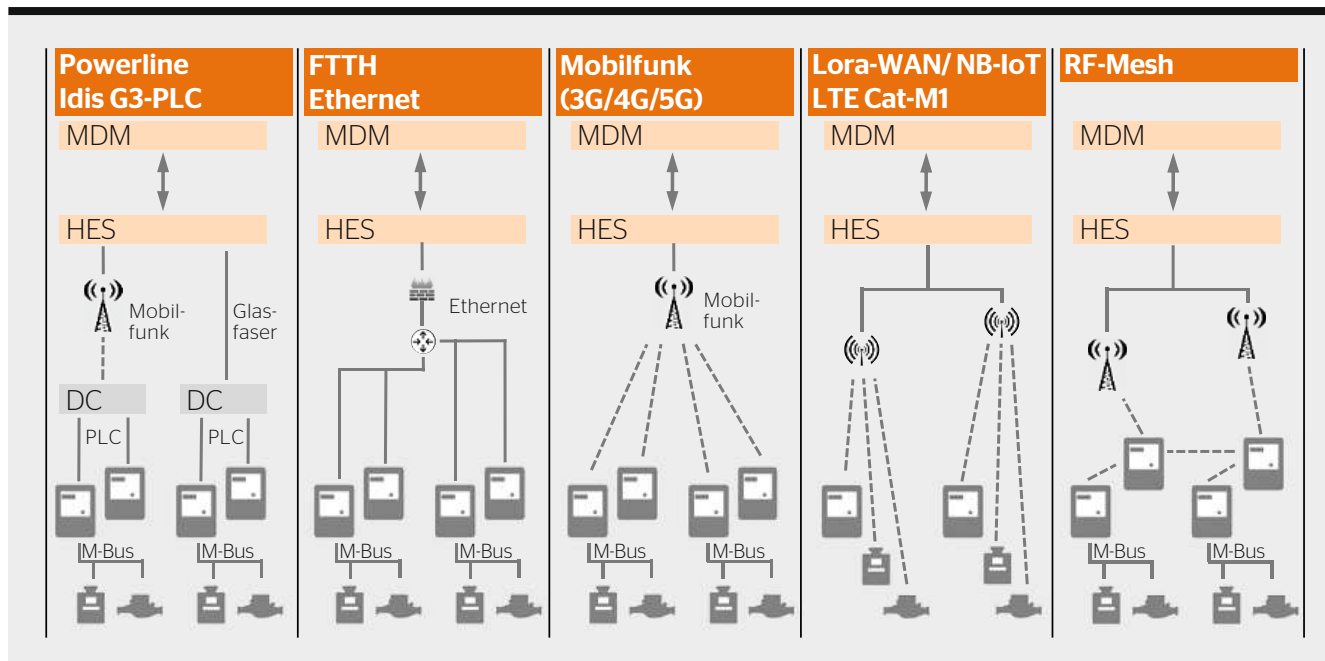 Powerline
Idis G3-PLC
MDM
HES
Mobil-
funk
Glas-
faser
DC
DC
PLC
PLC
M-Bus
M-Bus
FTTH
Ethernet
MDM
HES
Ethernet
M-Bus
M-Bus
Mobilfunk
(3G/4G/5G)
MDM
HES
Mobil-
funk
M-Bus
M-Bus
Lora-WAN/ NB-IoT
LTE Cat-M1
MDM
HES
RF-Mesh
MDM
HES
M-Bus
M-Bus